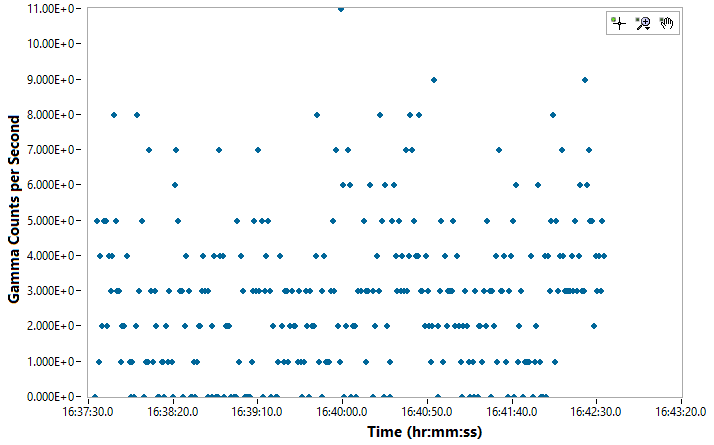 11.00E+0
10.00E+0
9.000E+0
8.000E+0
7.000E+0
6.000E+0
5.000E+0
4.000E+0
3.000E+0
2.000E+0
1.000E+0
0.000E+0
Gamma Counts per Second
16:37:30.0 16:38:20.0 16:39:10.0 16:40:00.0 16:40:50.0 16:41:40.0 16:42:30.0 16:43:20.0
Time (hr:mm:ss)